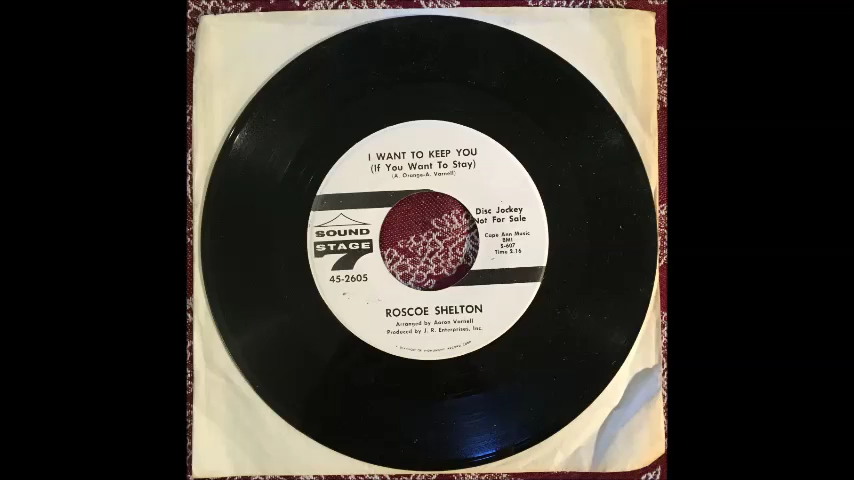 I WANT TO KEEP YOU
(If You Want To Stay)
(A. Orange-A. Varnell)
Disc Jockey
Not For Sale
SOUND
STAGE
7
45-2605
Cape Ann Music
BMI
S-607
Time 2:16
ROSCOE SHELTON
Arranged by Aaron Varnell
Produced by J. R. Enterprises, Inc.